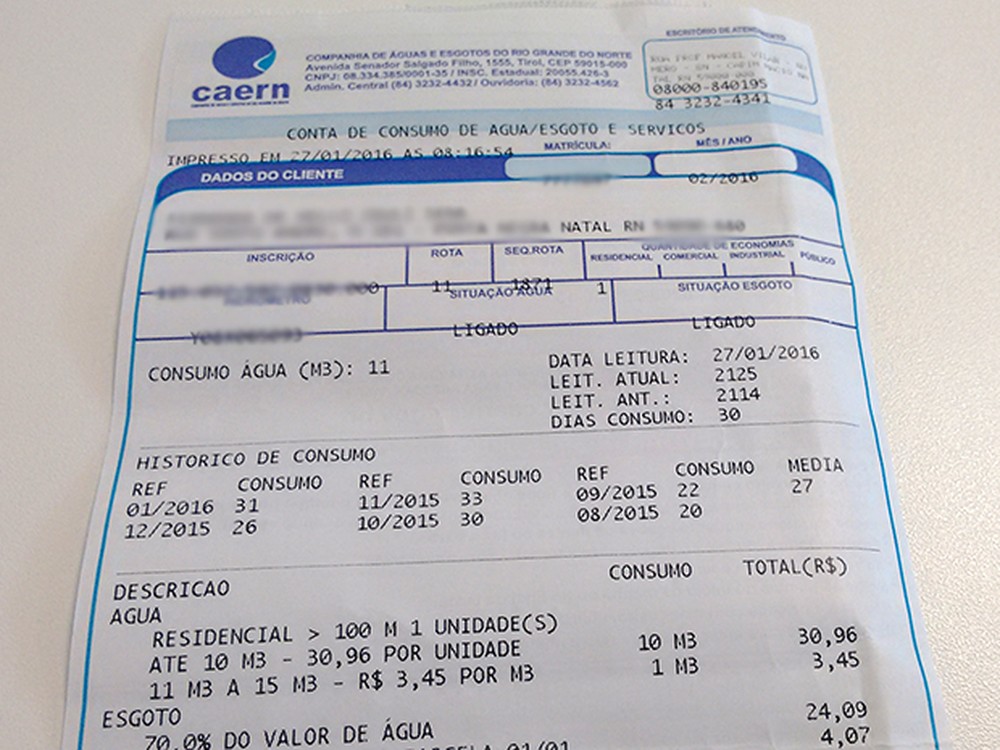 caern
COMPANHIA DE ÁGUAS E ESGOTOS DO RIO GRANDE DO NORTE
Avenida Senador Salgado Filho, 1555, Tirol, CEP 59015-000
CNPJ: 08.334.385/0001-35 / INSC. Estadual: 20055.426-3
Admin. Central (84) 3232-4432 / Ouvidoria: (84) 3232-4562
ESCRITÓRIO DE ATENDIMENTO
08000-840195
84 3232-4341
CONTA DE CONSUMO DE AGUA/ESGOTO E SERVICOS
IMPRESSO EM 27/01/2016 AS 08:16:54
MATRÍCULA:
MÊS / ANO
DADOS DO CLIENTE
02/2016
NATAL RN
INSCRIÇÃO
ROTA
SEQ.ROTA
QUANTIDADE DE ECONOMIAS
RESIDENCIAL COMERCIAL INDUSTRIAL PÚBLICO
11 1871 1
HIDRÔMETRO
SITUAÇÃO ÁGUA
SITUAÇÃO ESGOTO
LIGADO
LIGADO
CONSUMO ÁGUA (M3): 11
DATA LEITURA: 27/01/2016
LEIT. ATUAL: 2125
LEIT. ANT.: 2114
DIAS CONSUMO: 30
HISTORICO DE CONSUMO
REF CONSUMO REF CONSUMO REF CONSUMO MEDIA
01/2016 31 11/2015 33 09/2015 22 27
12/2015 26 10/2015 30 08/2015 20
DESCRICAO CONSUMO TOTAL(R$)
AGUA
RESIDENCIAL > 100 M 1 UNIDADE(S)
ATE 10 M3 - 30,96 POR UNIDADE 10 M3 30,96
11 M3 A 15 M3 - R$ 3,45 POR M3 1 M3 3,45
ESGOTO
70.0% DO VALOR DE ÁGUA 24,09
PARCELA 01/01 4,07